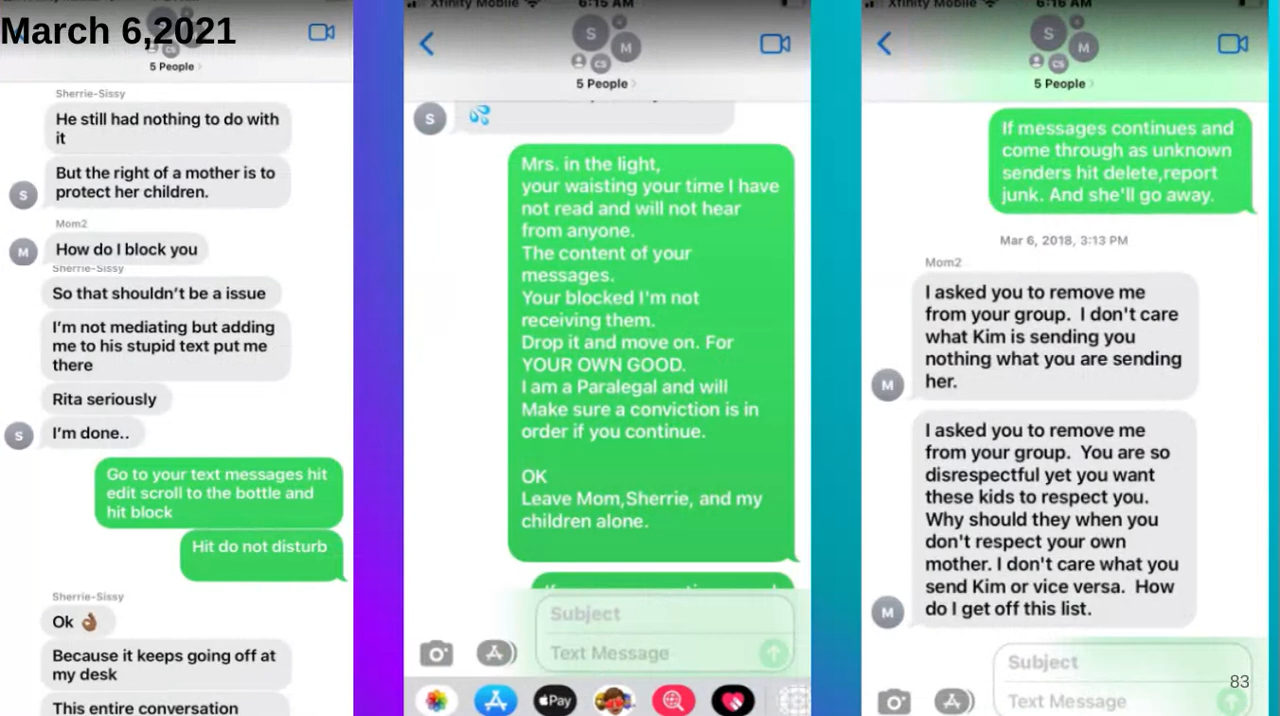 March 6,2021
5 People
Sherrie-Sissy
He still had nothing to do with
it
But the right of a mother is to
protect her children.
S
Mom2
How do I block you
M
Sherrie-Sissy
So that shouldn't be a issue
I'm not mediating but adding
me to his stupid text put me
there
Rita seriously
I'm done..
S
Go to your text messages hit
edit scroll to the bottle and
hit block
Hit do not disturb
Sherrie-Sissy
Ok 👌🏾
Because it keeps going off at
my desk
This entire conversation
Xfinity Mobile
6:15 AM
S
M
CS
5 People
S
💦
Mrs. in the light,
your waisting your time I have
not read and will not hear
from anyone.
The content of your
messages.
Your blocked I'm not
receiving them.
Drop it and move on. For
YOUR OWN GOOD.
I am a Paralegal and will
Make sure a conviction is in
order if you continue.
OK
Leave Mom,Sherrie, and my
children alone.
Subject
Text Message
Pay
Xfinity Mobile
6:16 AM
S
M
CS
5 People
If messages continues and
come through as unknown
senders hit delete,report
junk. And she'll go away.
Mar 6, 2018, 3:13 PM
Mom2
I asked you to remove me
from your group. I don't care
what Kim is sending you
nothing what you are sending
her.
M
I asked you to remove me
from your group. You are so
disrespectful yet you want
these kids to respect you.
Why should they when you
don't respect your own
mother. I don't care what you
send Kim or vice versa. How
do I get off this list.
M
Subject
Text Message
83